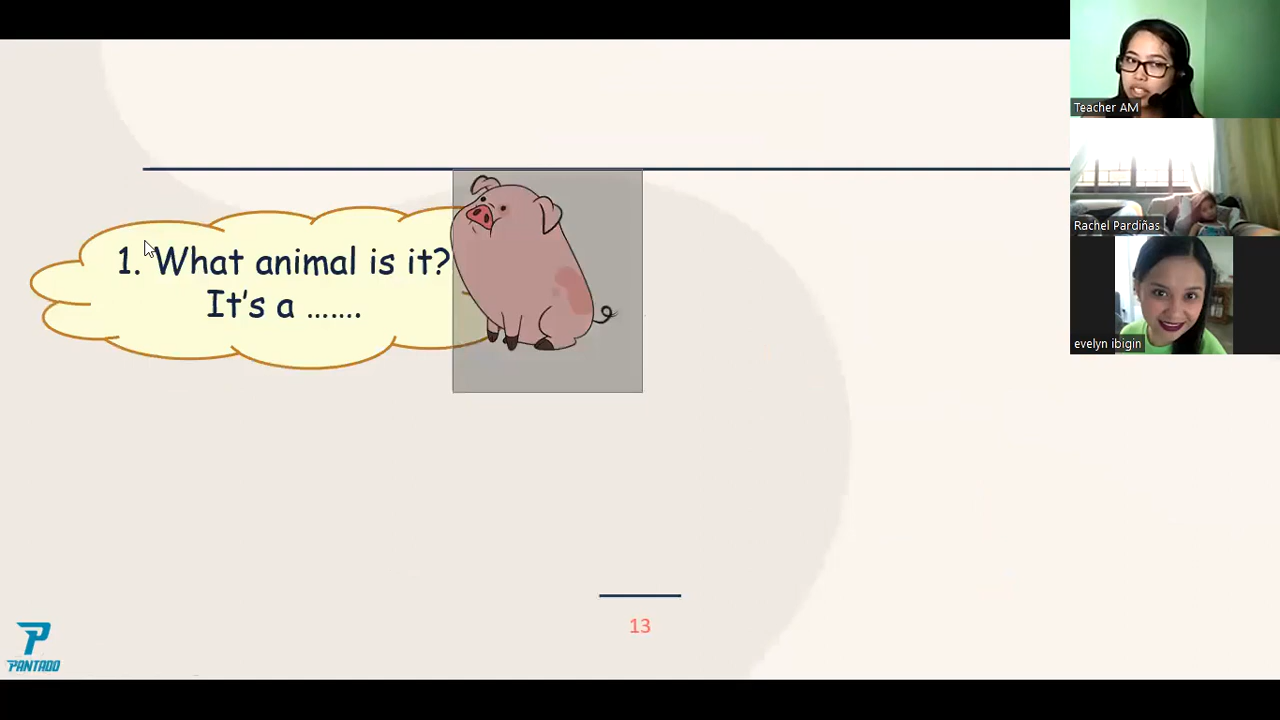 1. What animal is it?
It's a .......
13
PANTADO
Teacher AM
Rachel Pardiñas
evelyn ibigin